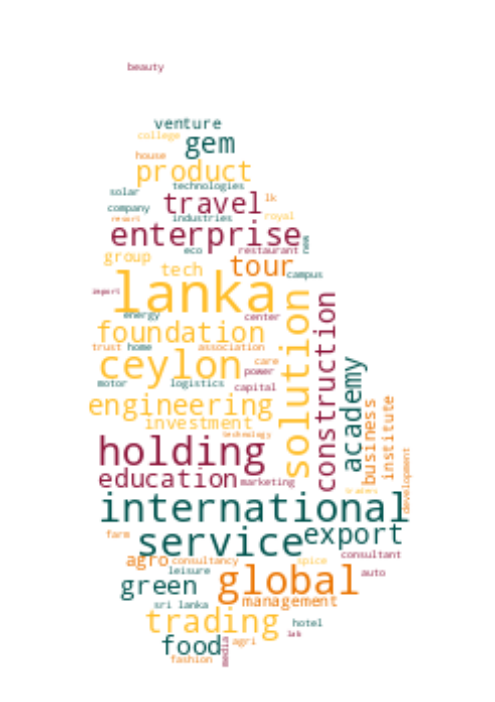 beauty
venture
college
gem
house
product
technologies
solar
travel
lk
company
resort
industries
royal
enterprise
new
eco
restaurant
group
tech
tour
campus
lanka
import
energy
center
solution
construction
foundation
trust
home
association
ceylon
care
power
motor
logistics
capital
academy
engineering
investment
business
institute
technology
holding
education
marketing
development
international
service
export
farm
agro
consultancy
spice
consultant
leisure
auto
green
global
sri lanka
management
trading
hotel
food
media
agri
fashion